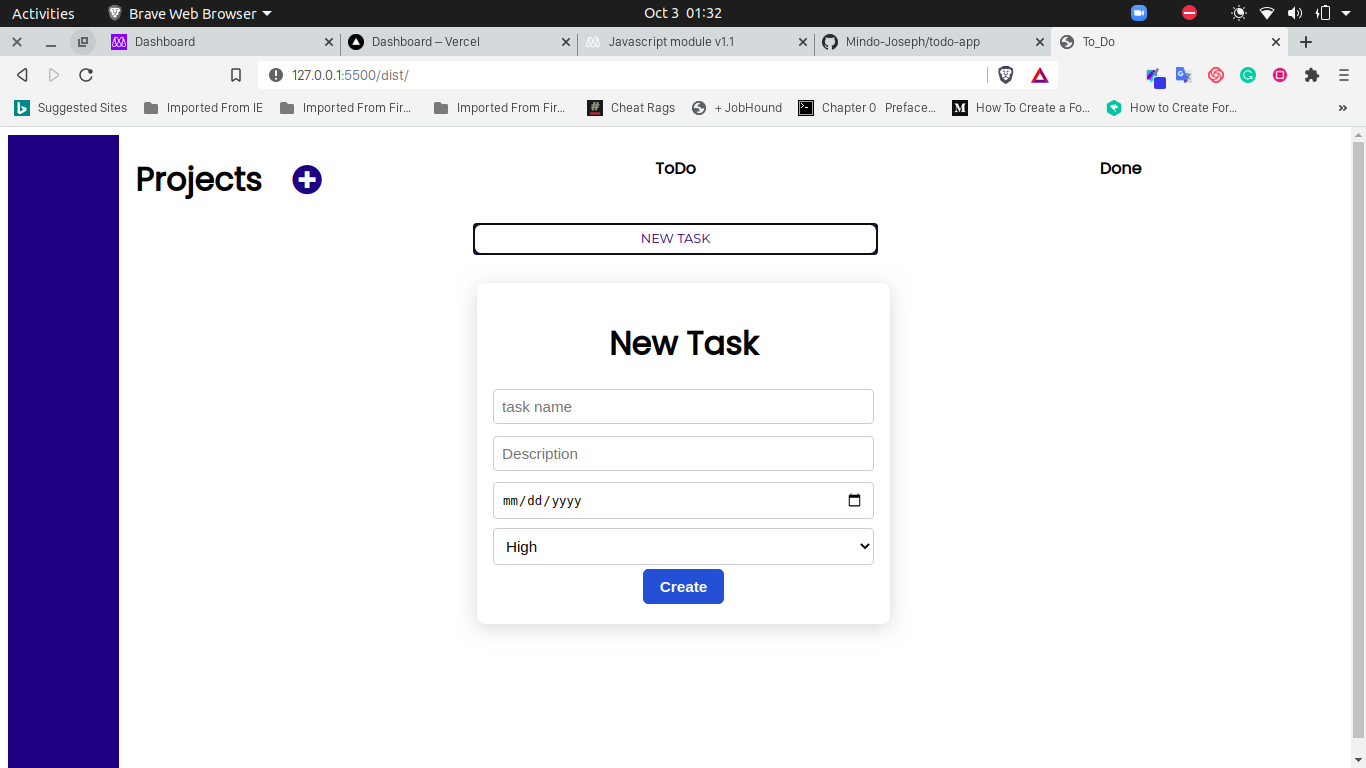 Activities Brave Web Browser Oct 3 01:32
Dashboard Dashboard – Vercel Javascript module v1.1 Mindo-Joseph/todo-app To_Do
127.0.0.1:5500/dist/
Suggested Sites Imported From IE Imported From Fir... Imported From Fir... Cheat Rags + JobHound Chapter 0 Preface... How To Create a Fo... How to Create For... »
Projects ToDo Done
NEW TASK
New Task
task name
Description
mm/dd/yyyy
High
Create